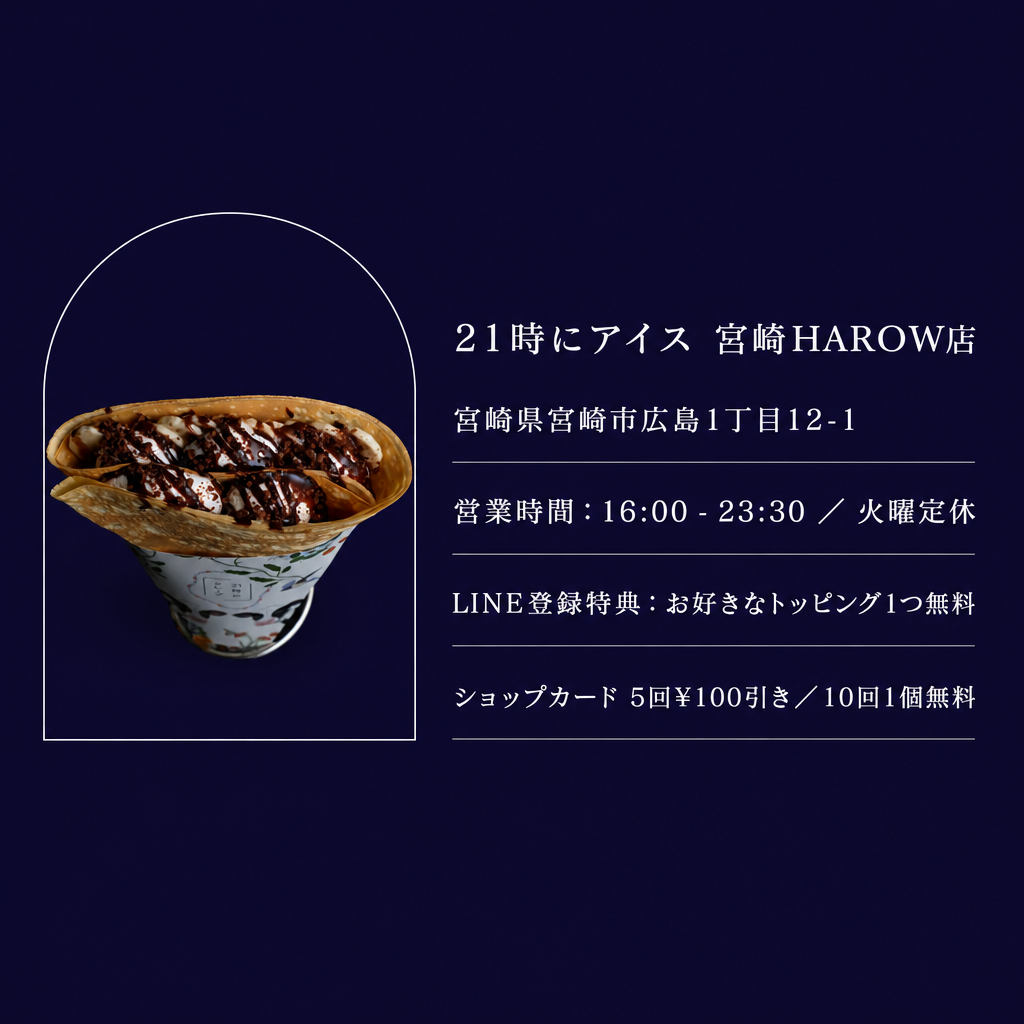 21時にアイス 宮崎HAROW店
宮崎県宮崎市広島1丁目12-1
営業時間：16:00 - 23:30 ／ 火曜定休
LINE登録特典：お好きなトッピング1つ無料
ショップカード 5回¥100引き／10回1個無料